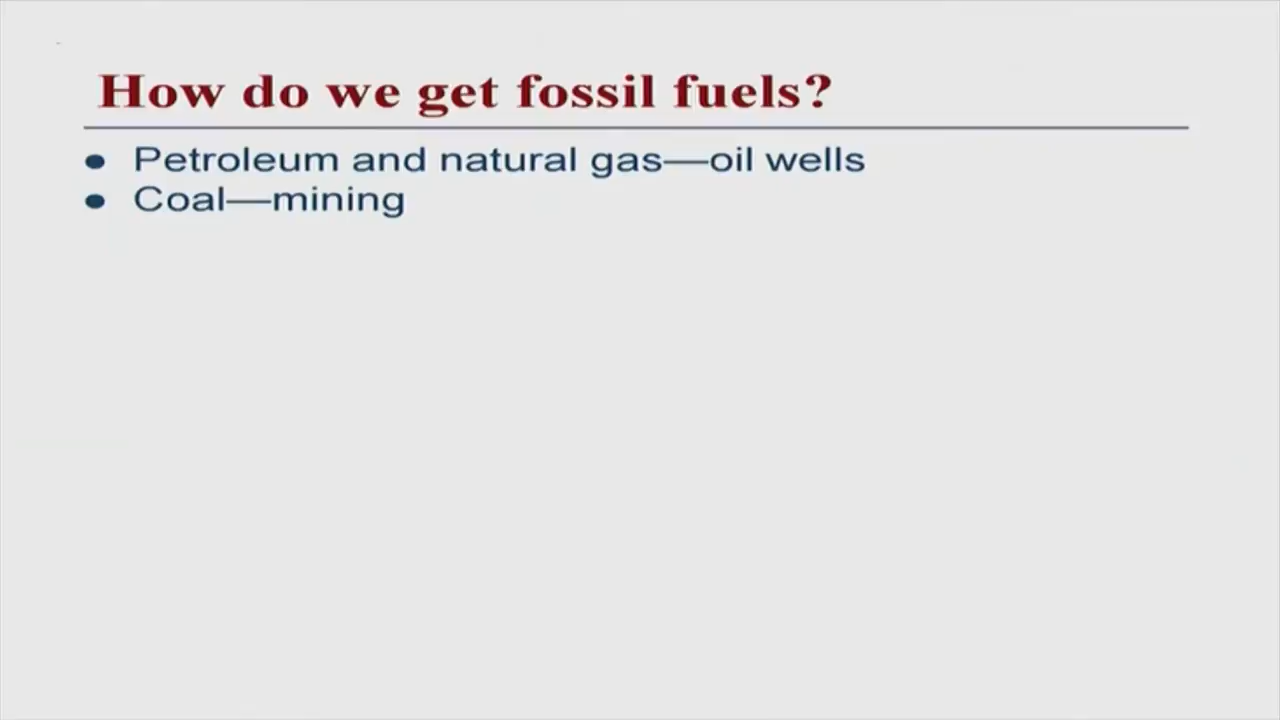 How do we get fossil fuels?
● Petroleum and natural gas—oil wells
● Coal—mining